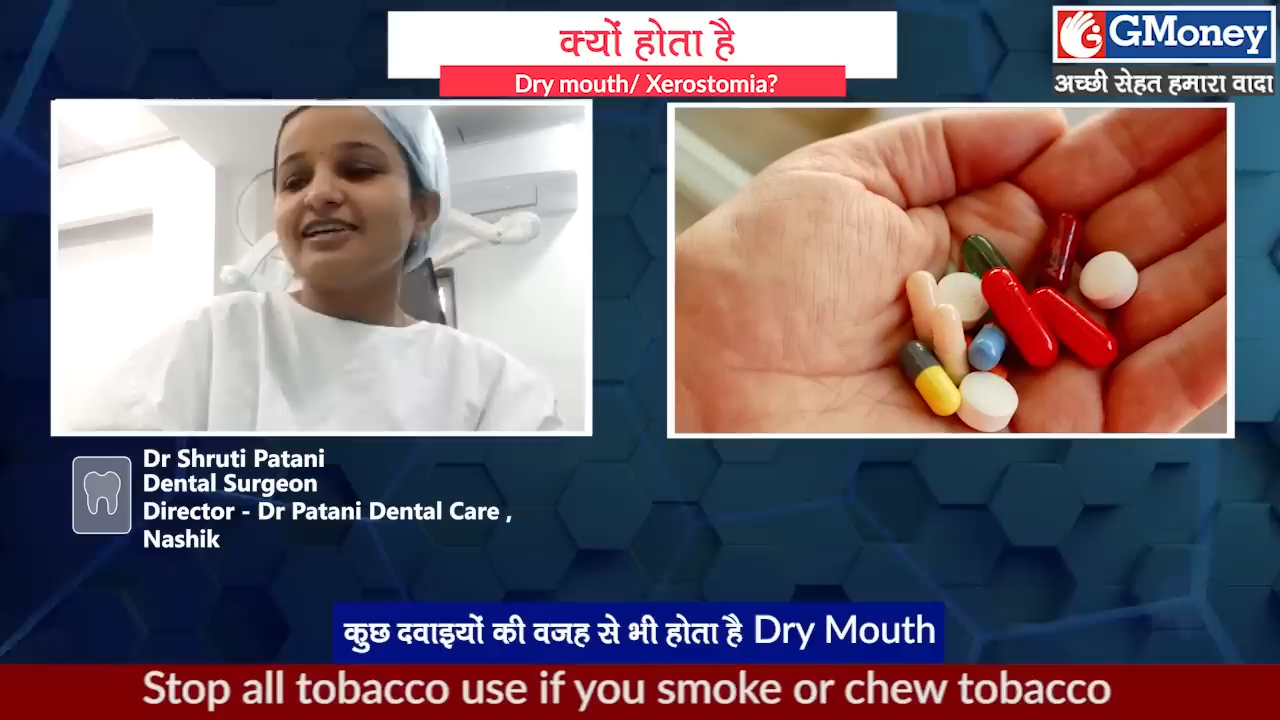 क्यों होता है
Dry mouth/ Xerostomia?
GMoney
अच्छी सेहत हमारा वादा
Dr Shruti Patani
Dental Surgeon
Director - Dr Patani Dental Care ,
Nashik
कुछ दवाइयों की वजह से भी होता है Dry Mouth
Stop all tobacco use if you smoke or chew tobacco